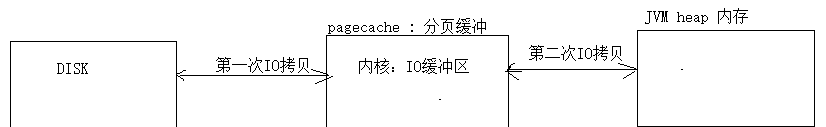 JVM heap 内存
pagecache : 分页缓冲
DISK
第一次IO拷贝
内核: IO缓冲区
第二次IO拷贝